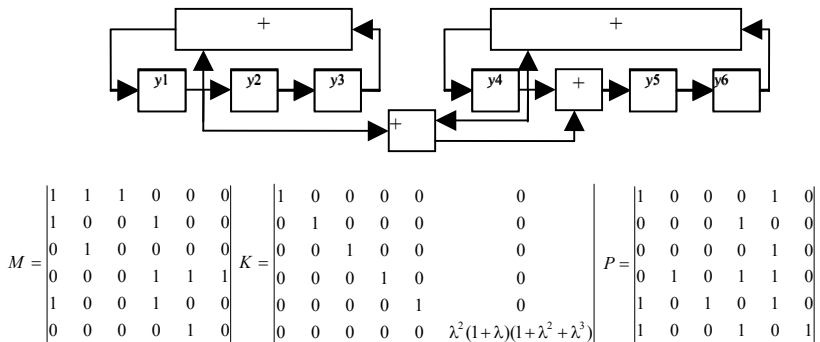 + +
y1 y2 y3 y4 + y5 y6
+
M = |1 1 1 0 0 0| K = |1 0 0 0 0 0| P = |1 0 0 0 1 0|
|1 0 0 1 0 0| |0 1 0 0 0 0| |0 0 0 1 0 0|
|0 1 0 0 0 0| |0 0 1 0 0 0| |0 0 0 0 1 0|
|0 0 0 1 1 1| |0 0 0 1 0 0| |0 1 0 1 1 0|
|1 0 0 1 0 0| |0 0 0 0 1 0| |1 0 1 0 1 0|
|0 0 0 0 1 0| |0 0 0 0 0 λ²(1+λ)(1+λ²+λ³)| |1 0 0 1 0 1|